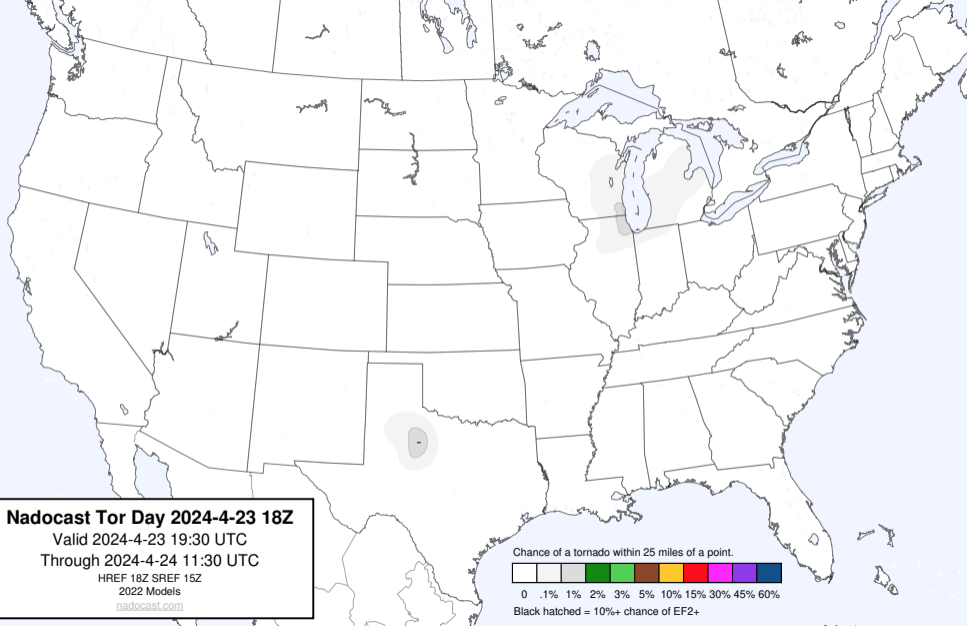 Nadocast Tor Day 2024-4-23 18Z
Valid 2024-4-23 19:30 UTC
Through 2024-4-24 11:30 UTC
HREF 18Z SREF 15Z
2022 Models
nadocast.com
Chance of a tornado within 25 miles of a point.
0 .1% 1% 2% 3% 5% 10% 15% 30% 45% 60%
Black hatched = 10%+ chance of EF2+